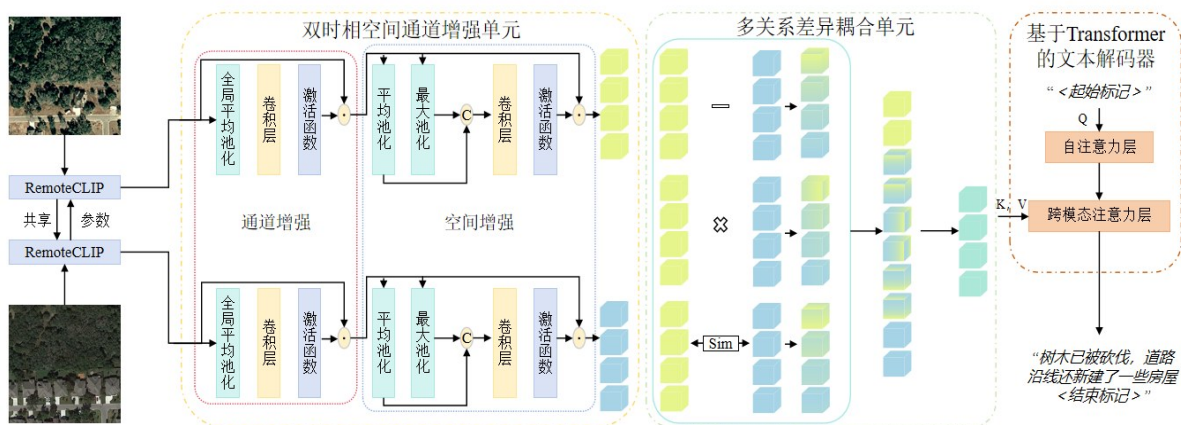 双时相空间通道增强单元
多关系差异耦合单元
基于Transformer
的文本解码器
“ <起始标记> ”
Q
自注意力层
K, V
跨模态注意力层
“树木已被砍伐，道路
沿线还新建了一些房屋
<结束标记> ”
RemoteCLIP
共享
参数
RemoteCLIP
全局平均池化
卷积层
激活函数
平均池化
最大池化
C
卷积层
激活函数
通道增强
空间增强
全局平均池化
卷积层
激活函数
平均池化
最大池化
C
卷积层
激活函数
Sim